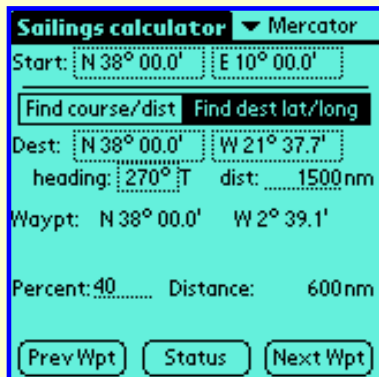 Sailings calculator ▼ Mercator
Start: N 38° 00.0' E 10° 00.0'
Find course/dist Find dest lat/long
Dest: N 38° 00.0' W 21° 37.7'
heading: 270° T dist: 1500 nm
Waypt: N 38° 00.0' W 2° 39.1'
Percent: 40 Distance: 600 nm
Prev Wpt Status Next Wpt